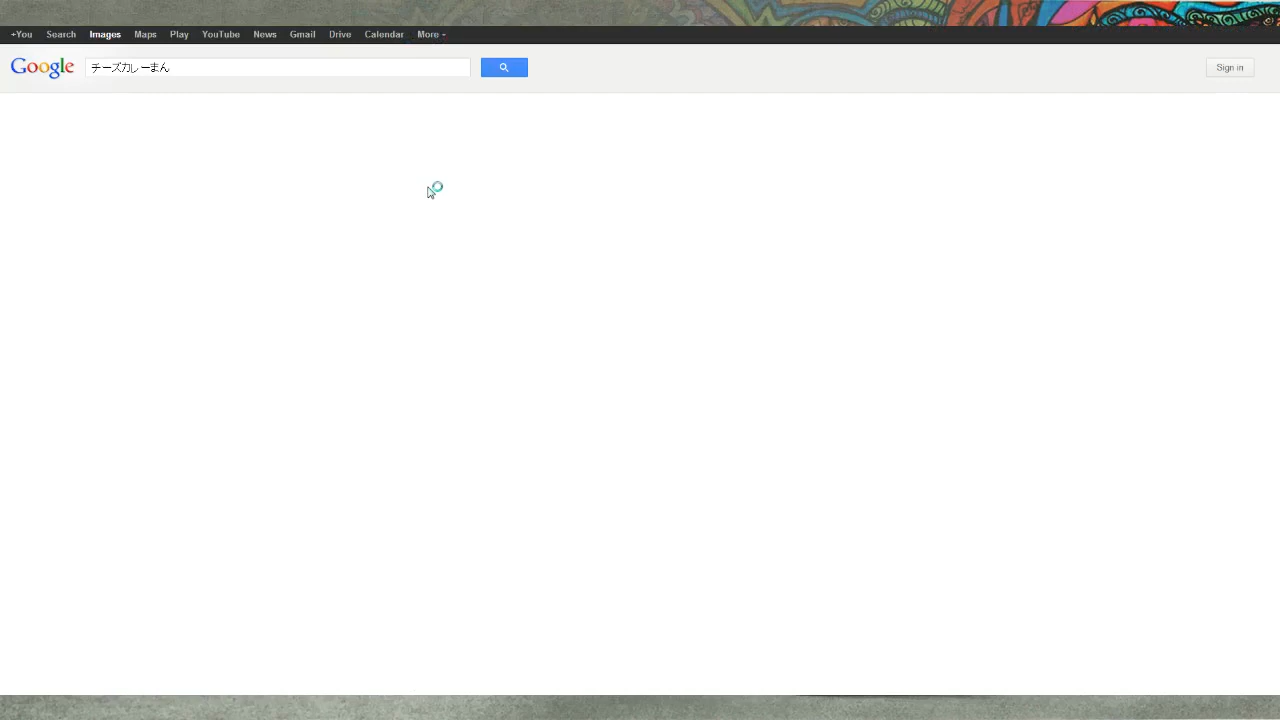 +You Search Images Maps Play YouTube News Gmail Drive Calendar More
Google チーズカレーまん Sign in